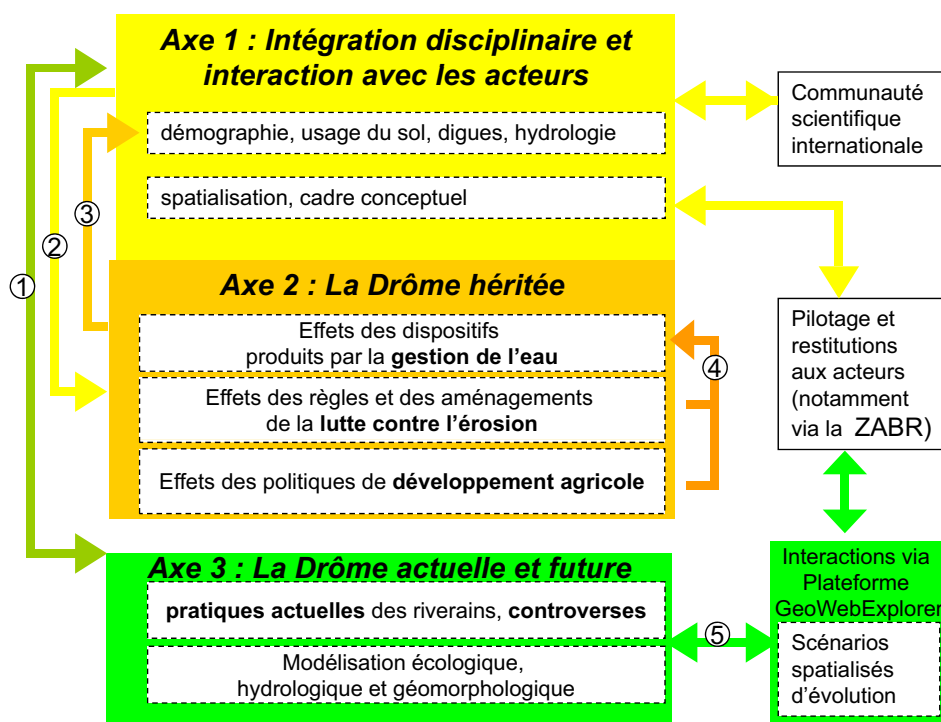 Axe 1 : Intégration disciplinaire et
interaction avec les acteurs
démographie, usage du sol, digues, hydrologie
spatialisation, cadre conceptuel
Communauté
scientifique
internationale
①
②
③
Axe 2 : La Drôme héritée
Effets des dispositifs
produits par la gestion de l’eau
Effets des règles et des aménagements
de la lutte contre l’érosion
Effets des politiques de développement agricole
④
Pilotage et
restitutions
aux acteurs
(notamment
via la ZABR)
Axe 3 : La Drôme actuelle et future
pratiques actuelles des riverains, controverses
Modélisation écologique,
hydrologique et géomorphologique
⑤
Interactions via
Plateforme
GeoWebExplorer
Scénarios
spatialisés
d’évolution